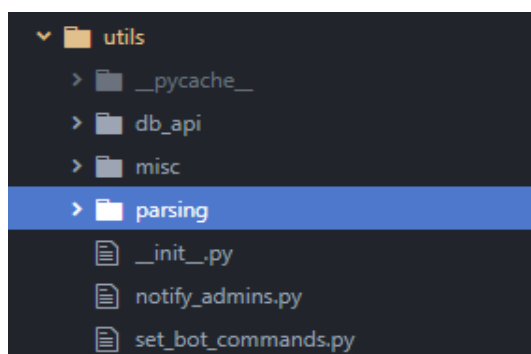 utils
__pycache__
db_api
misc
parsing
__init__.py
notify_admins.py
set_bot_commands.py